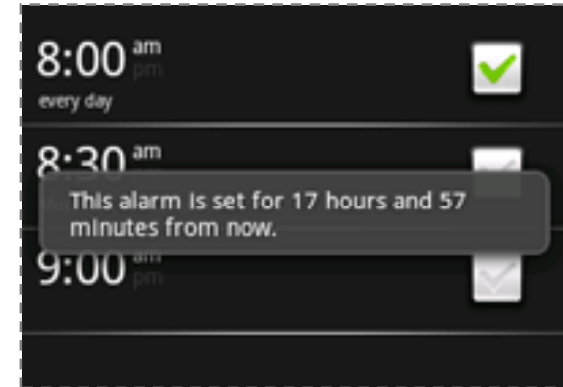 8:00 am
pm
every day
8:30 am
This alarm is set for 17 hours and 57
minutes from now.
9:00 am
pm